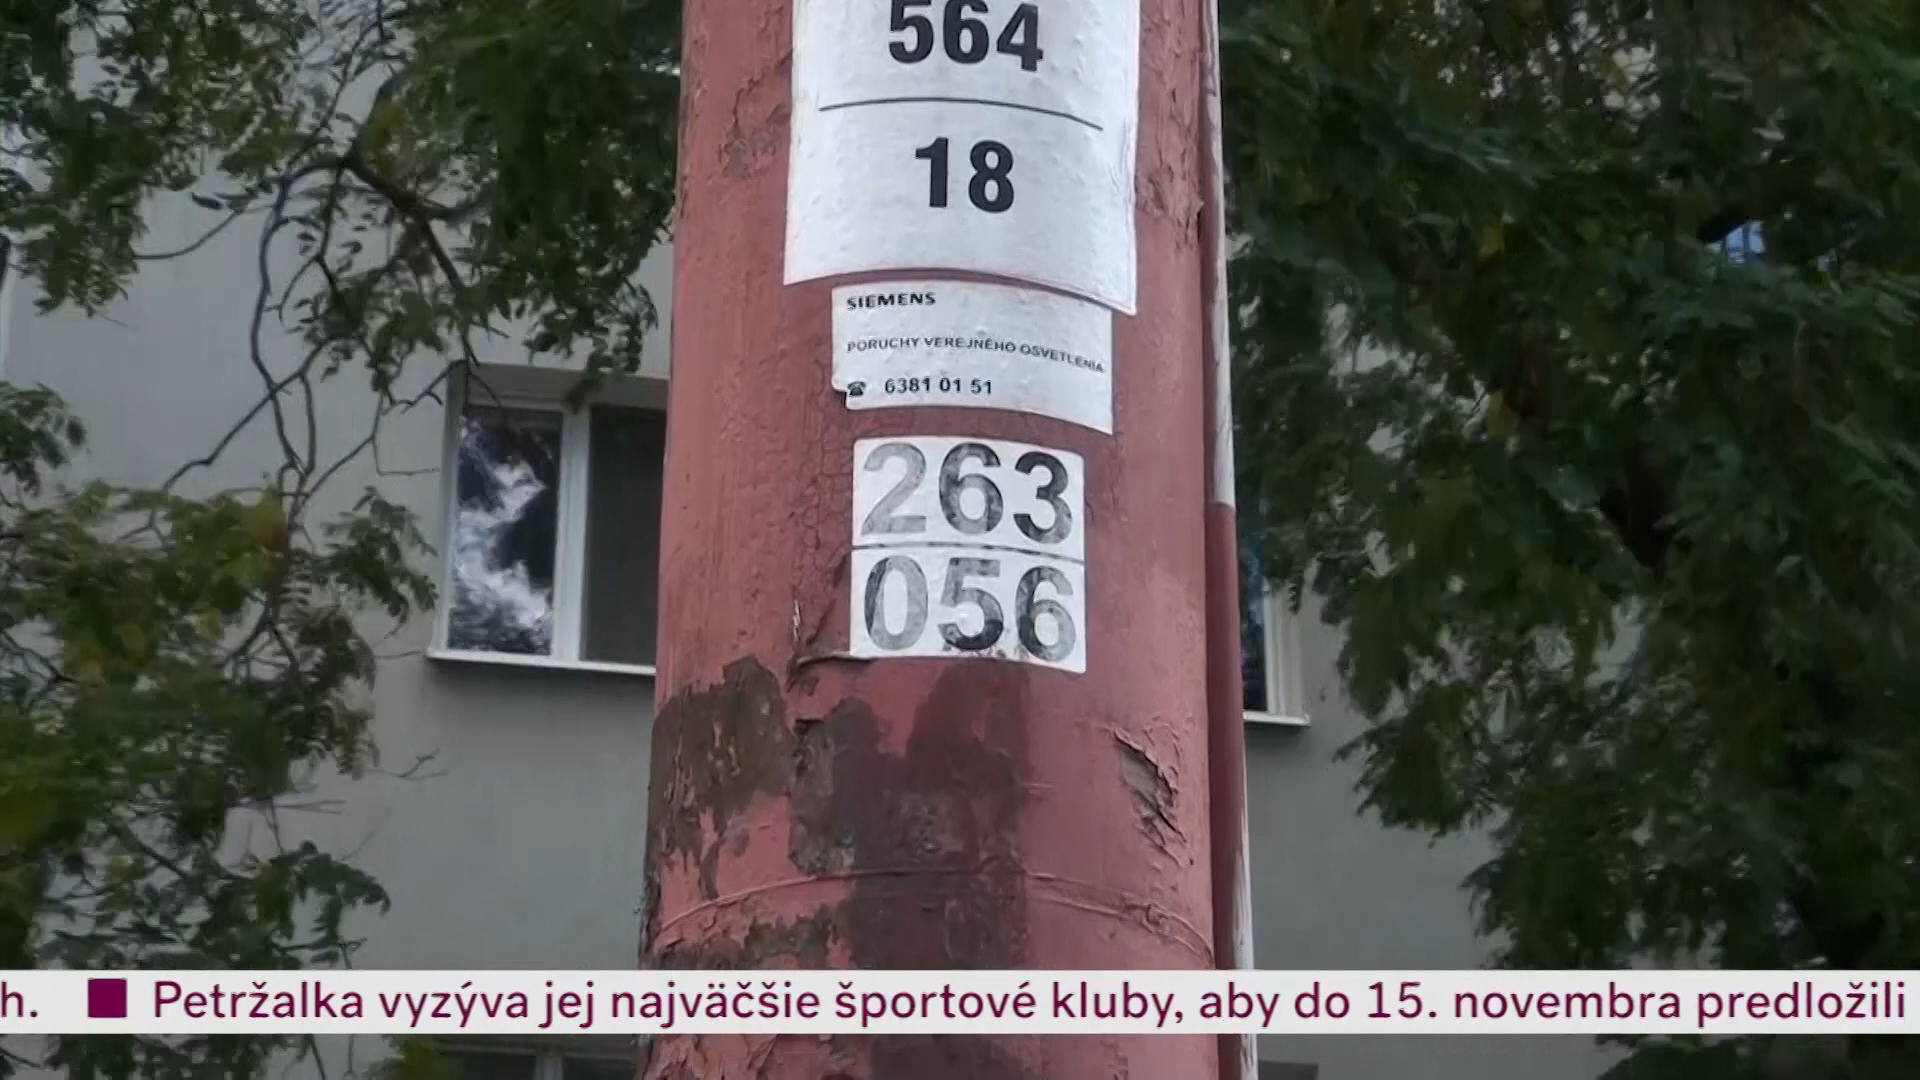 564
18
SIEMENS
PORUCHY VEREJNÉHO OSVETLENIA
☎ 6381 01 51
263
056
h. ■ Petržalka vyzýva jej najväčšie športové kluby, aby do 15. novembra predložili